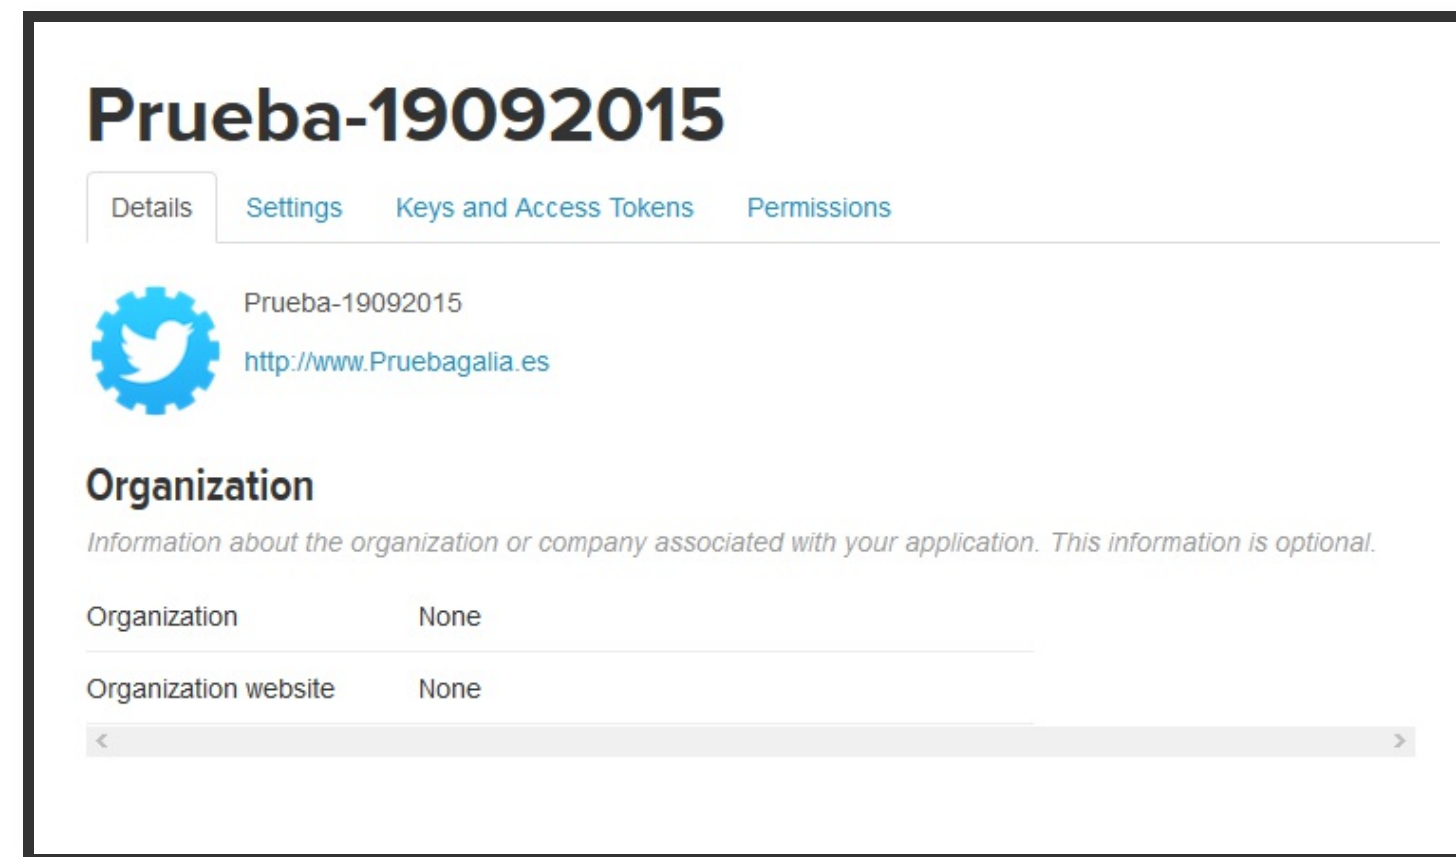 Prueba-19092015
Details Settings Keys and Access Tokens Permissions
Prueba-19092015
http://www.Pruebagalia.es
Organization
Information about the organization or company associated with your application. This information is optional.
Organization None
Organization website None